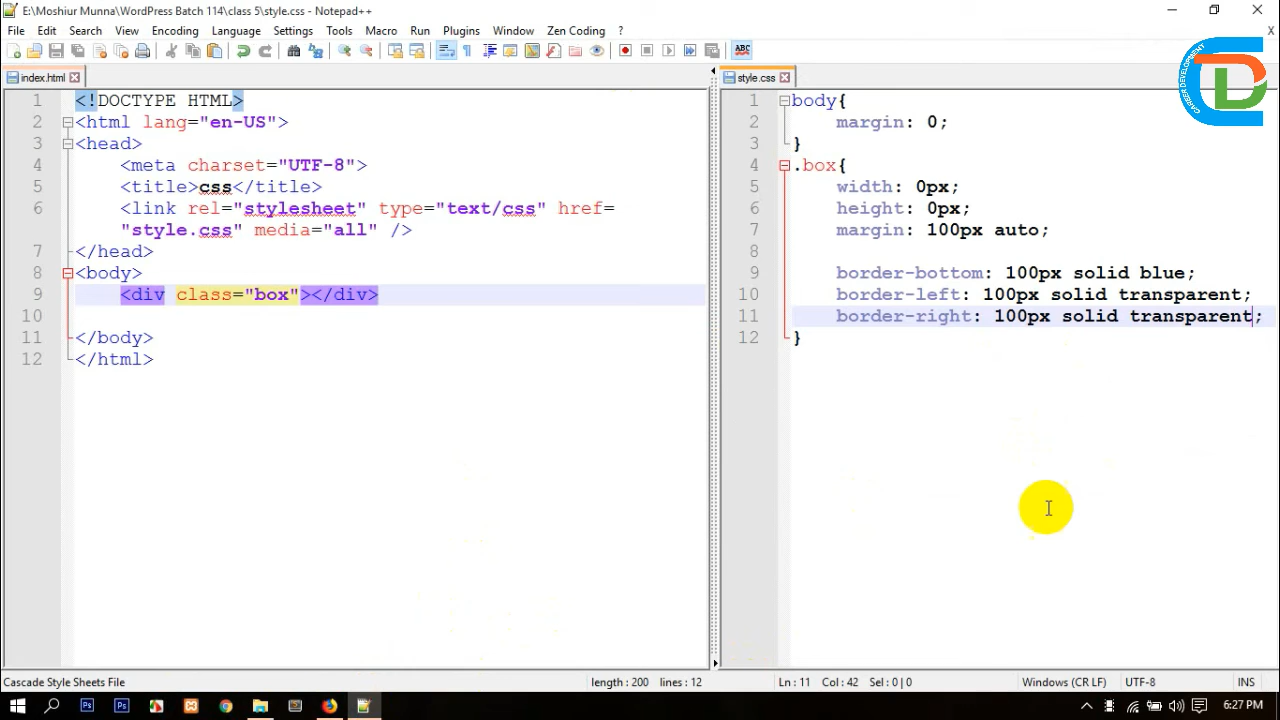 E:\Moshiur Munna\WordPress Batch 114\class 5\style.css - Notepad++
File Edit Search View Encoding Language Settings Tools Macro Run Plugins Window Zen Coding ? X
ABC
index.html
1 <!DOCTYPE HTML>
2 <html lang="en-US">
3 <head>
4 <meta charset="UTF-8">
5 <title>css</title>
6 <link rel="stylesheet" type="text/css" href=
"style.css" media="all" />
7 </head>
8 <body>
9 <div class="box"></div>
10
11 </body>
12 </html>
style.css
1 body{
2 margin: 0;
3 }
4 .box{
5 width: 0px;
6 height: 0px;
7 margin: 100px auto;
8
9 border-bottom: 100px solid blue;
10 border-left: 100px solid transparent;
11 border-right: 100px solid transparent;
12 }
CAREER DEVELOPMENT
Cascade Style Sheets File length: 200 lines: 12 Ln: 11 Col: 42 Sel: 0 | 0 Windows (CR LF) UTF-8 INS
Ps Ps 6:27 PM